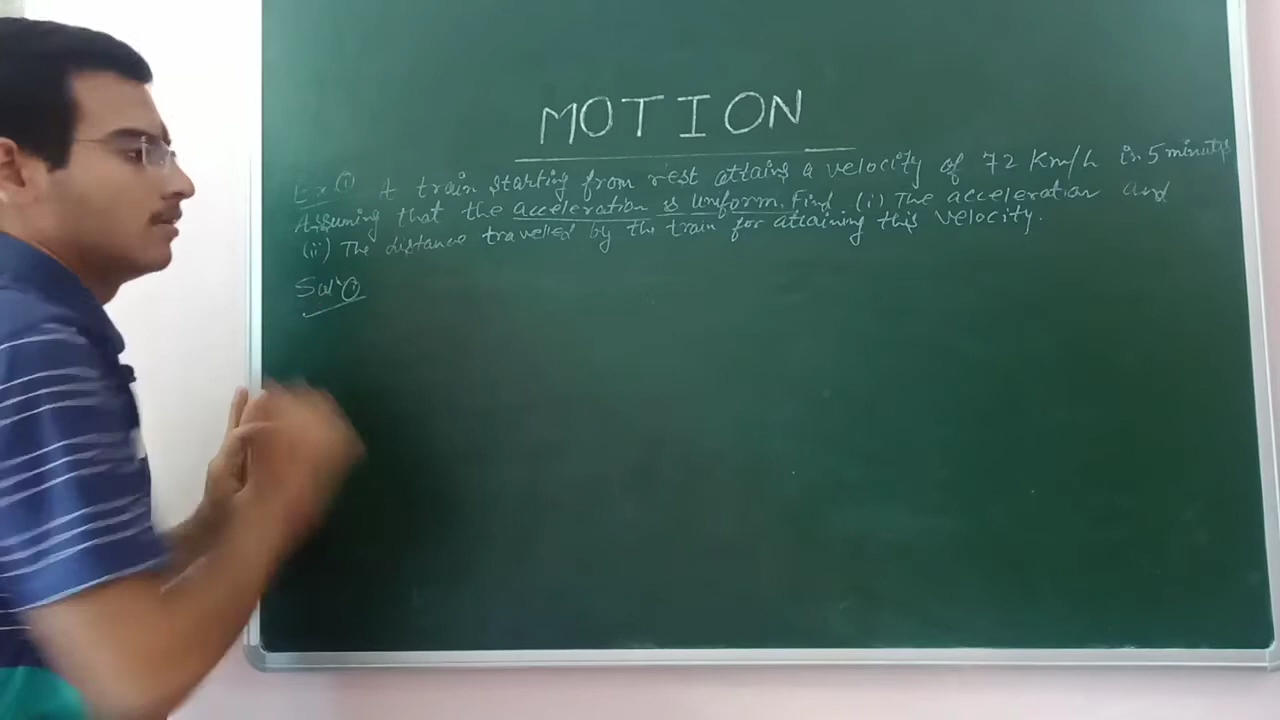 MOTION
Ex ① A train starting from rest attains a velocity of 72 Km/h in 5 minutes
Assuming that the acceleration is uniform. Find (i) The acceleration and
(ii) The distance travelled by the train for attaining this velocity.
Sol^n ①